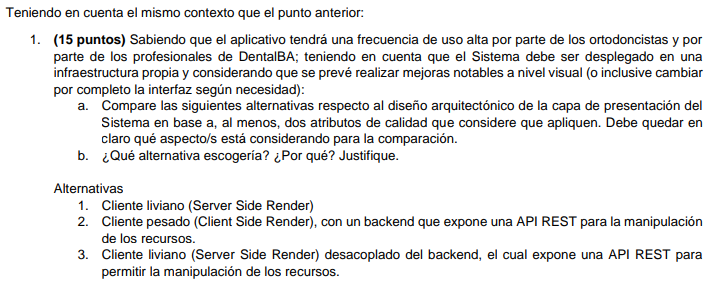 Teniendo en cuenta el mismo contexto que el punto anterior:
1. (15 puntos) Sabiendo que el aplicativo tendrá una frecuencia de uso alta por parte de los ortodoncistas y por
parte de los profesionales de DentalBA; teniendo en cuenta que el Sistema debe ser desplegado en una
infraestructura propia y considerando que se prevé realizar mejoras notables a nivel visual (o inclusive cambiar
por completo la interfaz según necesidad):
a. Compare las siguientes alternativas respecto al diseño arquitectónico de la capa de presentación del
Sistema en base a, al menos, dos atributos de calidad que considere que apliquen. Debe quedar en
claro qué aspecto/s está considerando para la comparación.
b. ¿Qué alternativa escogería? ¿Por qué? Justifique.
Alternativas
1. Cliente liviano (Server Side Render)
2. Cliente pesado (Client Side Render), con un backend que expone una API REST para la manipulación
de los recursos.
3. Cliente liviano (Server Side Render) desacoplado del backend, el cual expone una API REST para
permitir la manipulación de los recursos.